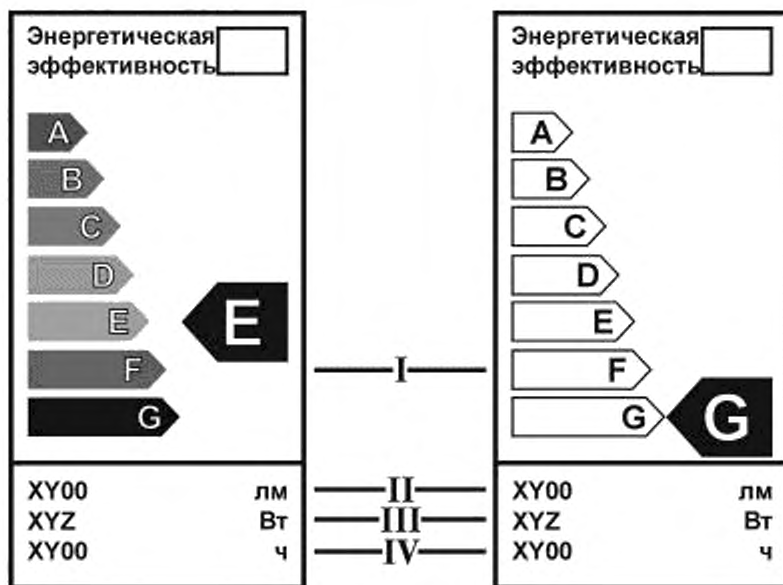 Энергетическая
эффективность
A
B
C
D
E
F
G
E
XY00 лм
XYZ Вт
XY00 ч
I
II
III
IV
Энергетическая
эффективность
A
B
C
D
E
F
G
G
XY00 лм
XYZ Вт
XY00 ч